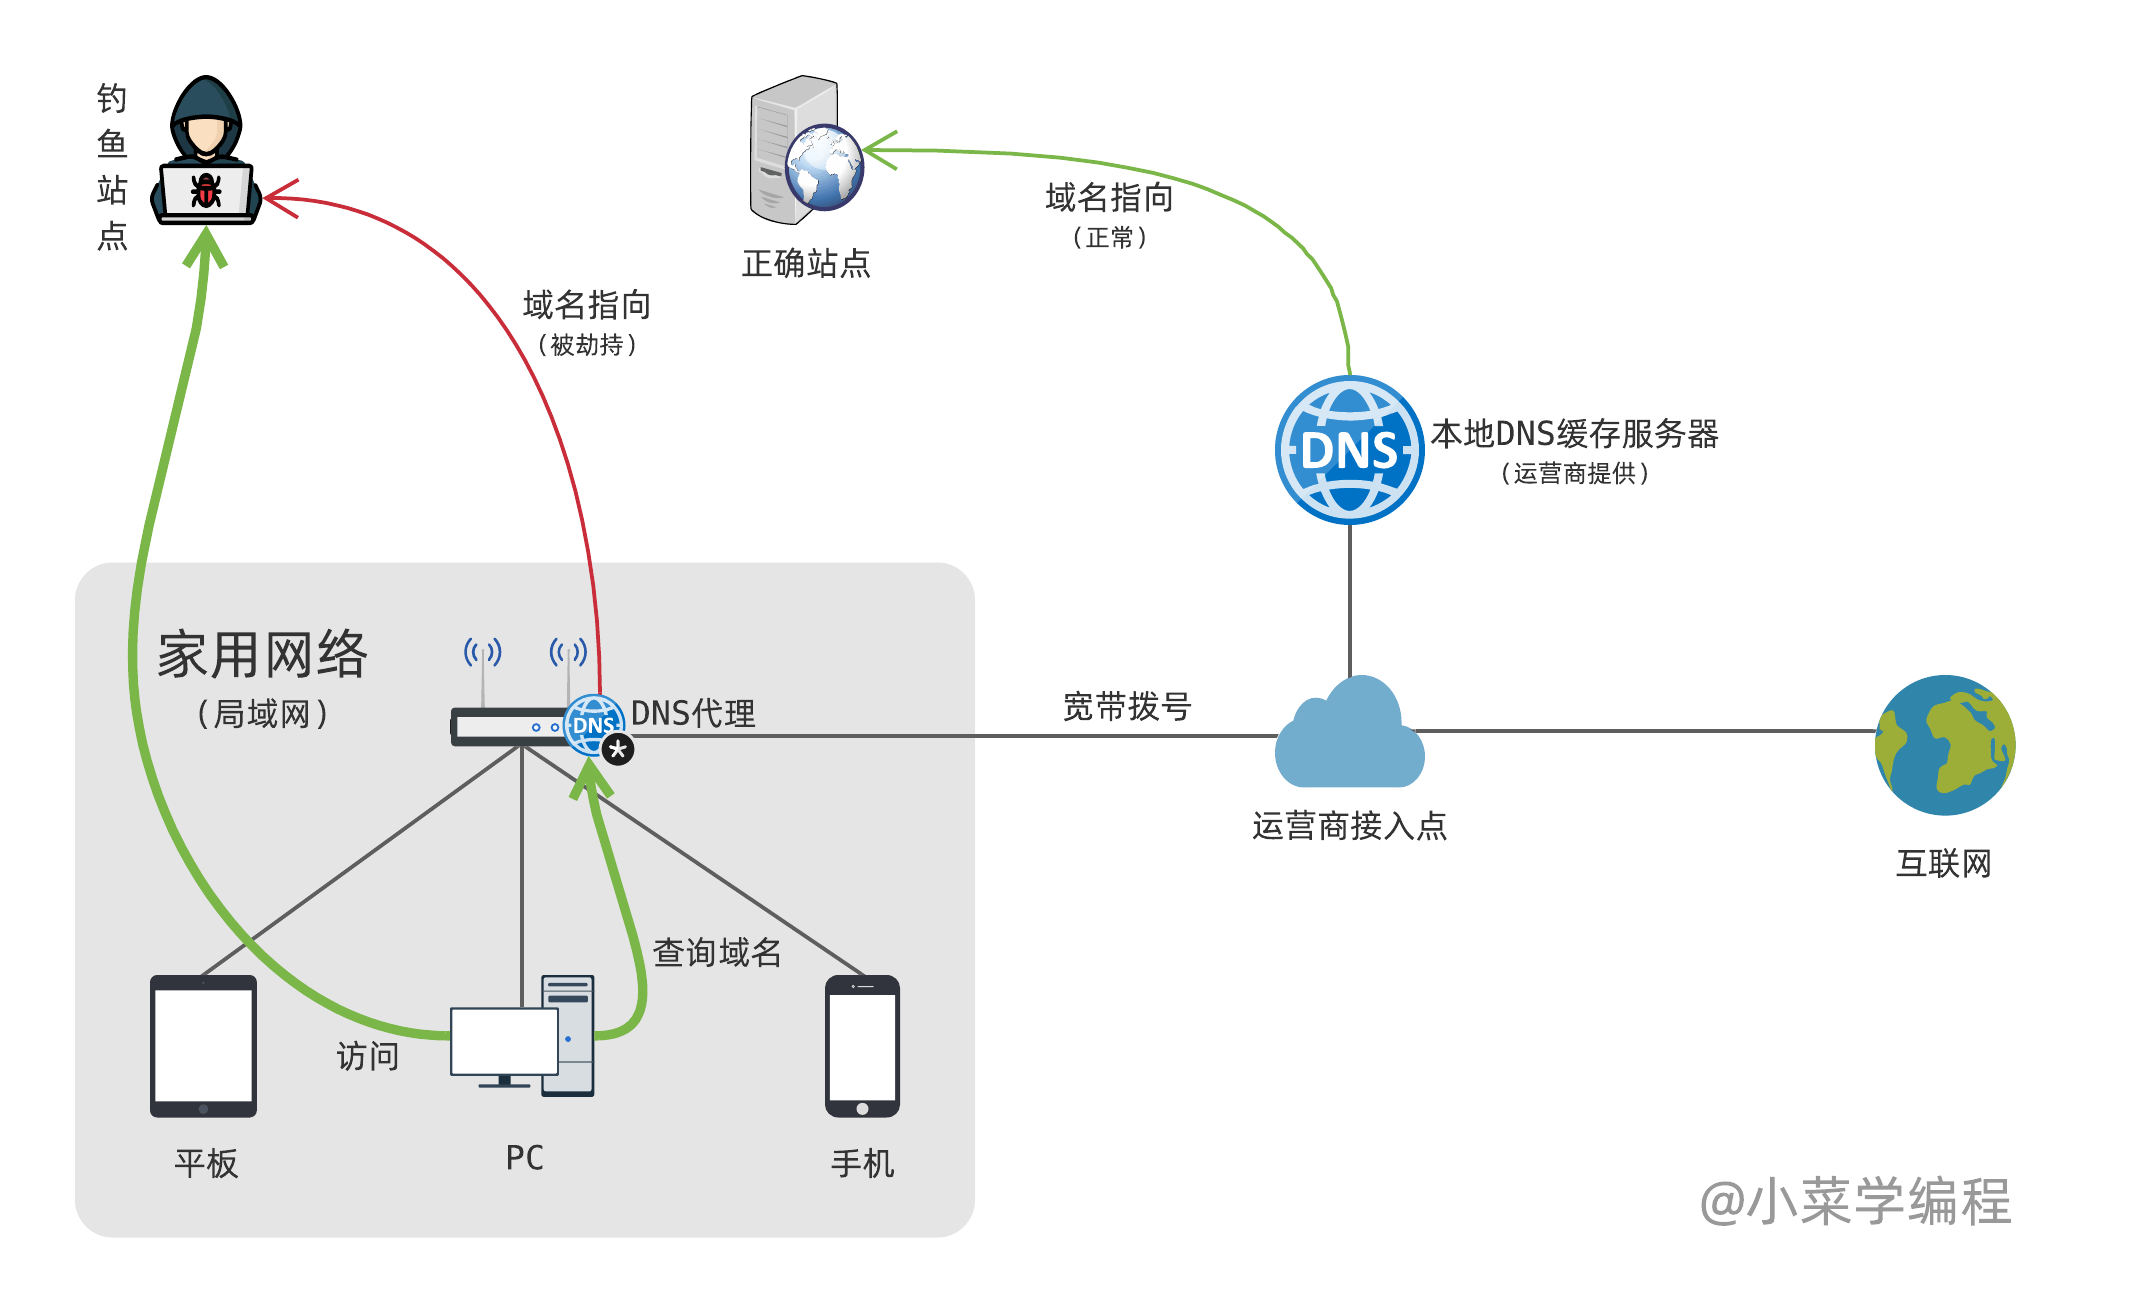 钓鱼站点
正确站点
域名指向
(正常)
域名指向
(被劫持)
DNS
本地DNS缓存服务器
(运营商提供)
家用网络
(局域网)
DNS
*
DNS代理
宽带拨号
运营商接入点
互联网
查询域名
访问
平板
PC
手机
@小菜学编程